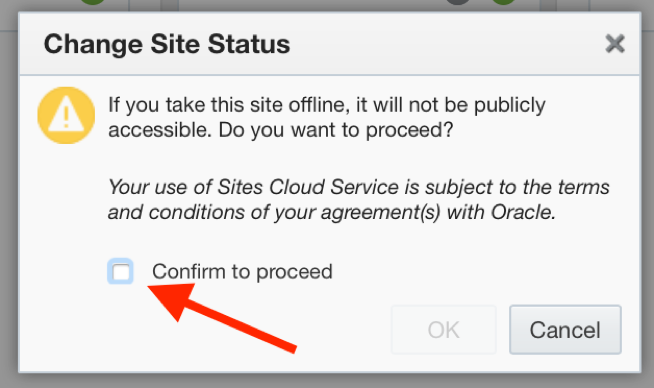 Change Site Status
If you take this site offline, it will not be publicly
accessible. Do you want to proceed?
Your use of Sites Cloud Service is subject to the terms
and conditions of your agreement(s) with Oracle.
Confirm to proceed
OK Cancel